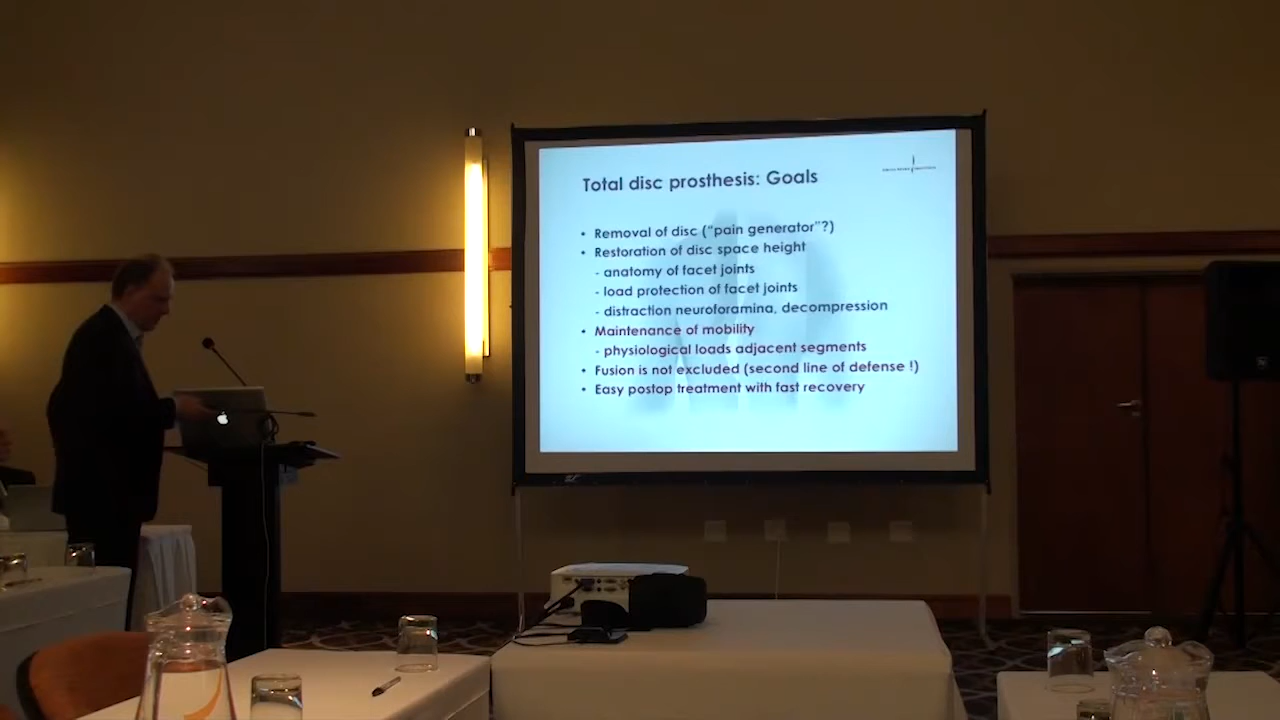 Total disc prosthesis: Goals
• Removal of disc (“pain generator”?)
• Restoration of disc space height
- anatomy of facet joints
- load protection of facet joints
- distraction neuroforamina, decompression
• Maintenance of mobility
- physiological loads adjacent segments
• Fusion is not excluded (second line of defense !)
• Easy postop treatment with fast recovery